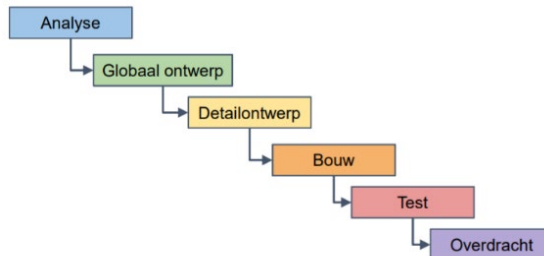 Analyse
Globaal ontwerp
Detailontwerp
Bouw
Test
Overdracht